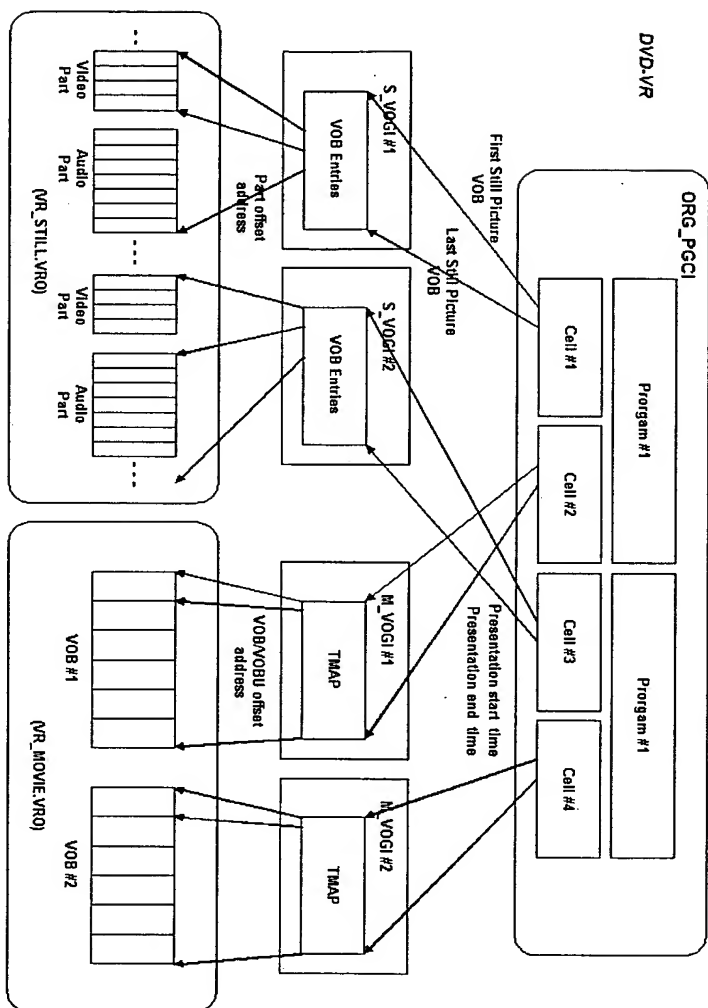 DVD-VR
ORG_PGCI
Prorgam #1
Prorgam #1
Cell #1
Cell #2
Cell #3
Cell #4
First Still Picture
VOB
Last Still Picture
VOB
Presentation start time
Presentation end time
S_VOGI #1
VOB Entries
S_VOGI #2
VOB Entries
M_VOGI #1
TMAP
M_VOGI #2
TMAP
Part offset
address
VOB/VOBU offset
address
...
Video
Part
Audio
Part
...
Video
Part
Audio
Part
...
(VR_STILL.VRO)
VOB #1
VOB #2
(VR_MOVIE.VRO)